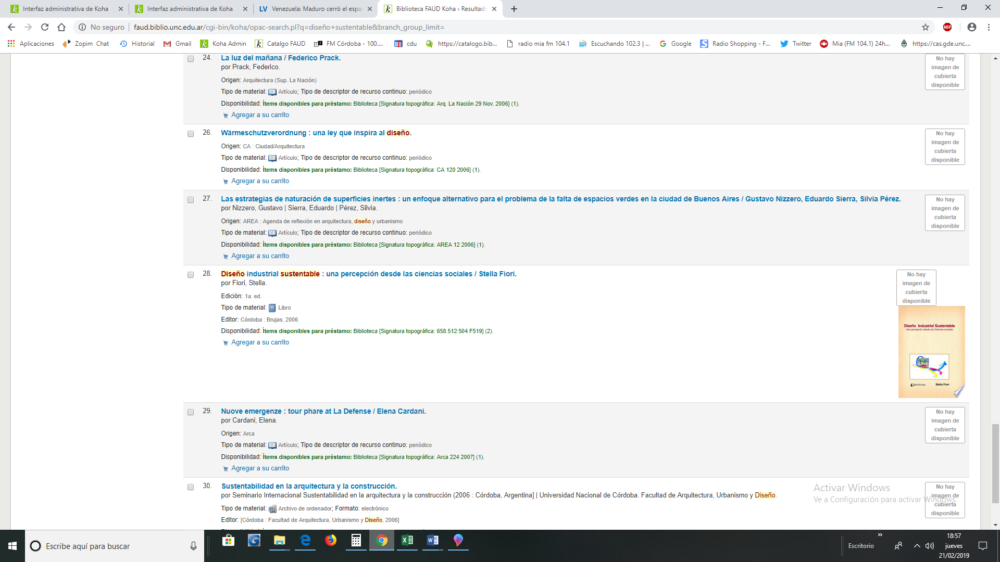 Interfaz administrativa de Koha
Interfaz administrativa de Koha
LV Venezuela: Maduro cerró el espa
Biblioteca FAUD Koha › Resultado
No seguro
faud.biblio.unc.edu.ar/cgi-bin/koha/opac-search.pl?q=diseño+sustentable&branch_group_limit=
ABP
Aplicaciones
Zopim Chat
Historial
Gmail
Koha Admin
Catalgo FAUD
FM Córdoba - 100....
cdu
https://catalogo.bib...
radio mia fm 104.1
Escuchando 102.3 | ...
Google
Radio Shopping - F...
Twitter
Mia (FM 104.1) 24h...
https://cas.gde.unc....
24. La luz del mañana / Federico Prack.
por Prack, Federico.
Origen: Arquitectura (Sup. La Nación)
Tipo de material: Artículo; Tipo de descriptor de recurso continuo: periódico
Disponibilidad: Ítems disponibles para préstamo: Biblioteca [Signatura topográfica: Arq. La Nación 29 Nov. 2006] (1).
Agregar a su carrito
No hay
imagen de
cubierta
disponible
26. Wärmeschutzverordnung : una ley que inspira al diseño.
Origen: CA : Ciudad/Arquitectura
Tipo de material: Artículo; Tipo de descriptor de recurso continuo: periódico
Disponibilidad: Ítems disponibles para préstamo: Biblioteca [Signatura topográfica: CA 120 2006] (1).
Agregar a su carrito
No hay
imagen de
cubierta
disponible
27. Las estrategias de naturación de superficies inertes : un enfoque alternativo para el problema de la falta de espacios verdes en la ciudad de Buenos Aires / Gustavo Nizzero, Eduardo Sierra, Silvia Pérez.
por Nizzero, Gustavo | Sierra, Eduardo | Pérez, Silvia.
Origen: AREA : Agenda de reflexión en arquitectura, diseño y urbanismo
Tipo de material: Artículo; Tipo de descriptor de recurso continuo: periódico
Disponibilidad: Ítems disponibles para préstamo: Biblioteca [Signatura topográfica: AREA 12 2006] (1).
Agregar a su carrito
No hay
imagen de
cubierta
disponible
28. Diseño industrial sustentable : una percepción desde las ciencias sociales / Stella Fiori.
por Fiori, Stella.
Edición: 1a. ed.
Tipo de material: Libro
Editor: Córdoba : Brujas, 2006
Disponibilidad: Ítems disponibles para préstamo: Biblioteca [Signatura topográfica: 658.512:504 F519] (2).
Agregar a su carrito
No hay
imagen de
cubierta
disponible
Diseño Industrial Sustentable
Una percepción desde las Ciencias sociales
Stella Fiori
29. Nuove emergenze : tour phare at La Defense / Elena Cardani.
por Cardani, Elena.
Origen: Arca
Tipo de material: Artículo; Tipo de descriptor de recurso continuo: periódico
Disponibilidad: Ítems disponibles para préstamo: Biblioteca [Signatura topográfica: Arca 224 2007] (1).
Agregar a su carrito
No hay
imagen de
cubierta
disponible
30. Sustentabilidad en la arquitectura y la construcción.
por Seminario Internacional Sustentabilidad en la arquitectura y la construcción (2006 : Córdoba, Argentina] | Universidad Nacional de Córdoba. Facultad de Arquitectura, Urbanismo y Diseño.
Tipo de material: Archivo de ordenador; Formato: electrónico
Editor: [Córdoba : Facultad de Arquitectura, Urbanismo y Diseño, 2006]
No hay
imagen de
cubierta
disponible
Activar Windows
Ve a Configuración para activar Windows.
Escribe aquí para buscar
Escritorio
18:57
jueves
21/02/2019